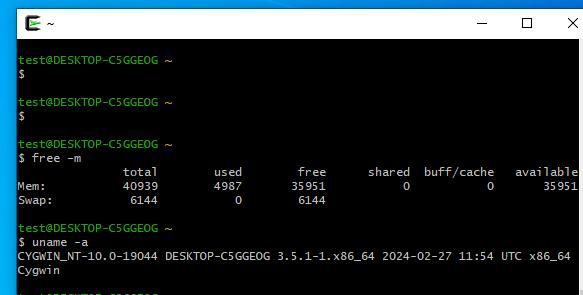 ~
test@DESKTOP-C5GGEOG ~
$
test@DESKTOP-C5GGEOG ~
$
test@DESKTOP-C5GGEOG ~
$ free -m
              total        used        free      shared  buff/cache   available
Mem:          40939        4987       35951           0           0       35951
Swap:          6144           0        6144
test@DESKTOP-C5GGEOG ~
$ uname -a
CYGWIN_NT-10.0-19044 DESKTOP-C5GGEOG 3.5.1-1.x86_64 2024-02-27 11:54 UTC x86_64
Cygwin